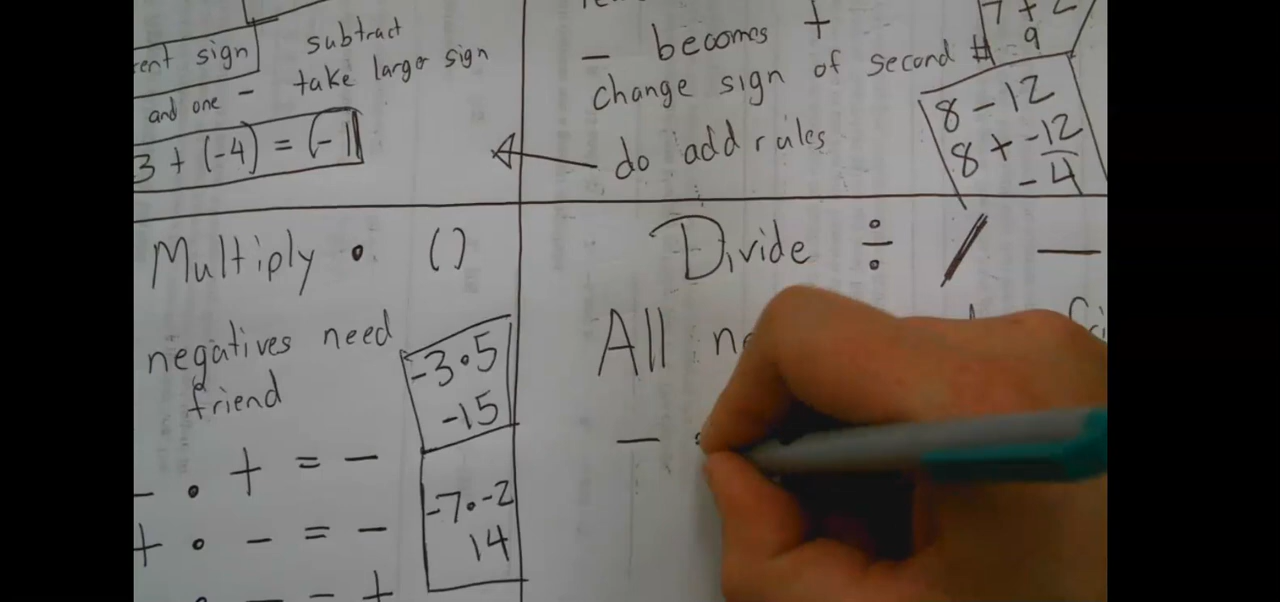 subtract
sign
take larger sign
and one -
3 + (-4) = (-1
- becomes +
change sign of second #
do add rules
7 + 2
9
8 - 12
8 + -12
-4
Multiply • ()
negatives need
friend
- • + = -
+ • - = -
-3•5
-15
-7•-2
14
Divide ÷ / —
All
-